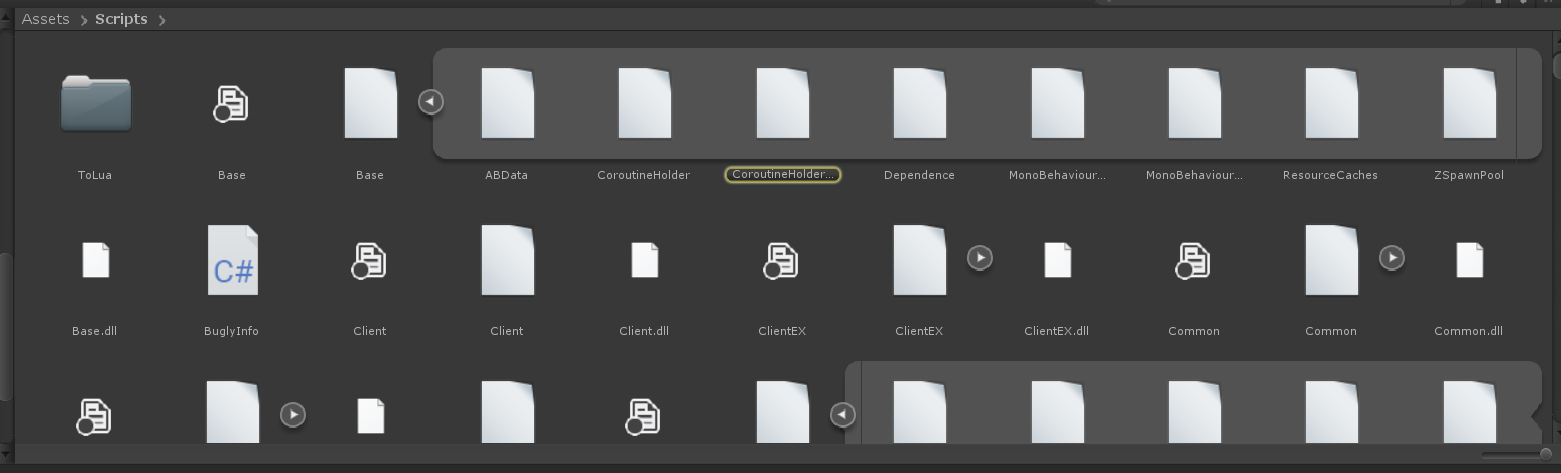 Assets > Scripts >
ToLua Base Base ABData CoroutineHolder CoroutineHolder... Dependence MonoBehaviour... MonoBehaviour... ResourceCaches ZSpawnPool
C#
Base.dll BuglyInfo Client Client Client.dll ClientEX ClientEX ClientEX.dll Common Common Common.dll